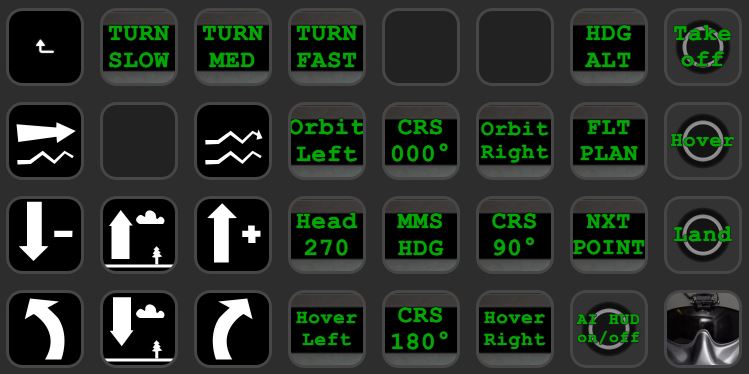 TURN
SLOW
TURN
MED
TURN
FAST
HDG
ALT
Take
off
Orbit
Left
CRS
000°
Orbit
Right
FLT
PLAN
Hover
Head
270
MMS
HDG
CRS
90°
NXT
POINT
Land
Hover
Left
CRS
180°
Hover
Right
AI HUD
on/off